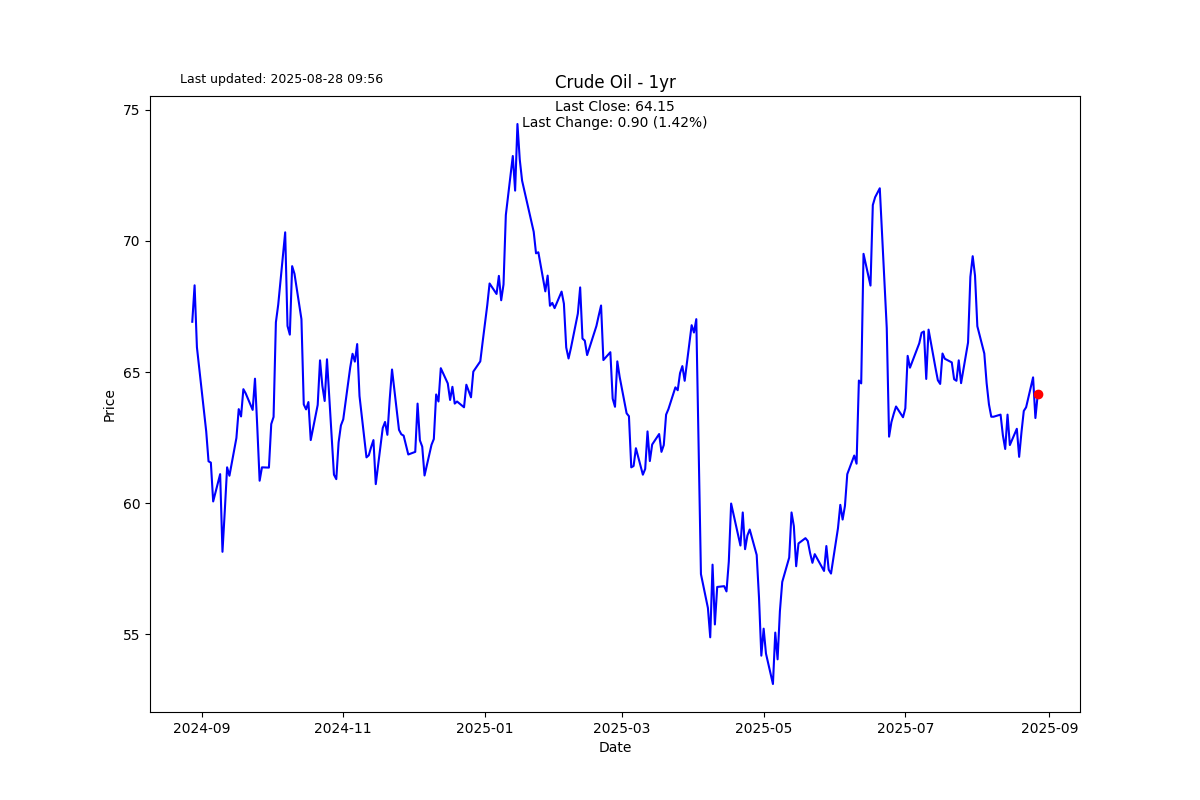 Last updated: 2025-08-28 09:56
Crude Oil - 1yr
Last Close: 64.15
Last Change: 0.90 (1.42%)
75
70
65
60
55
Price
2024-09
2024-11
2025-01
2025-03
2025-05
2025-07
2025-09
Date